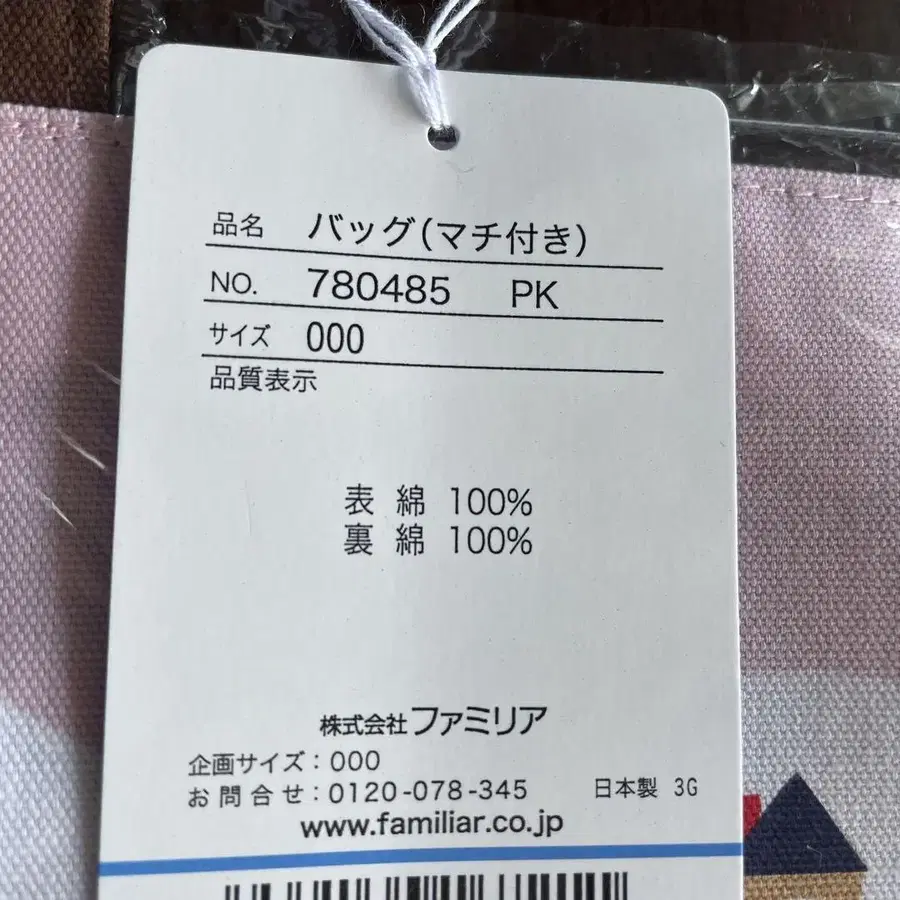 品名 バッグ(マチ付き)
NO. 780485 PK
サイズ 000
品質表示
表 綿 100%
裏 綿 100%
株式会社ファミリア
企画サイズ：000
お問合せ：0120-078-345 日本製 3G
www.familiar.co.jp